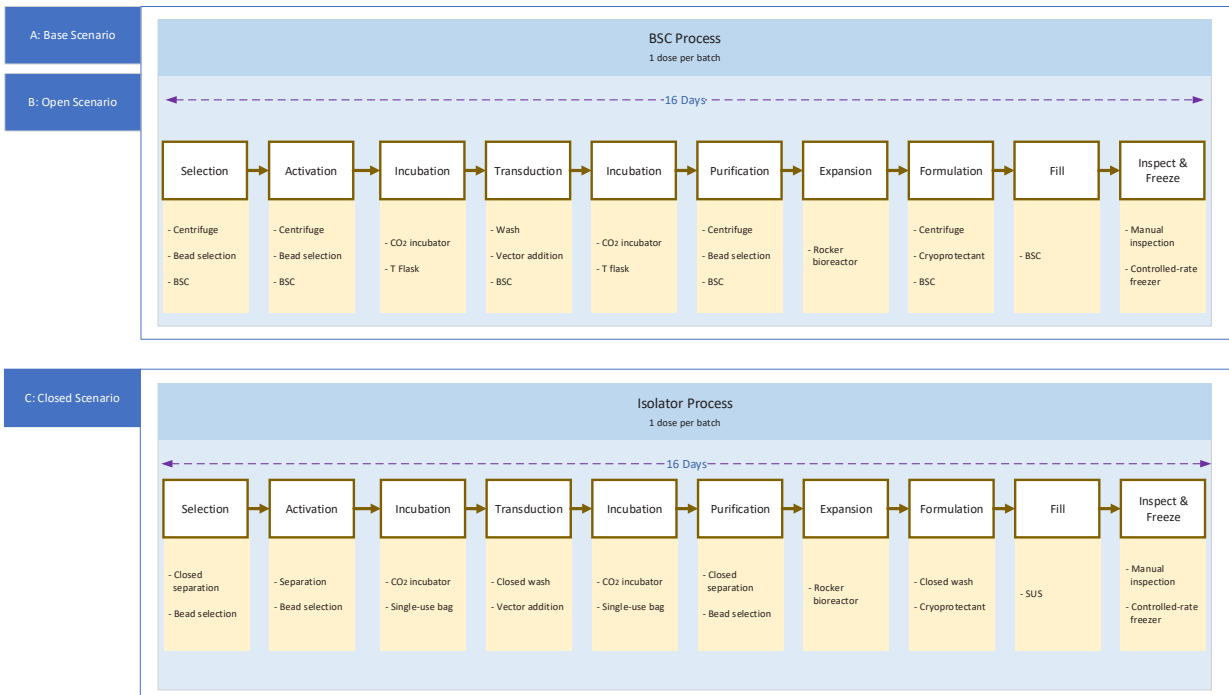 A: Base Scenario
B: Open Scenario
BSC Process
1 dose per batch
~16 Days
Selection
Activation
Incubation
Transduction
Incubation
Purification
Expansion
Formulation
Fill
Inspect &
Freeze
- Centrifuge
- Bead selection
- BSC
- Centrifuge
- Bead selection
- BSC
- CO2 incubator
- T Flask
- Wash
- Vector addition
- BSC
- CO2 incubator
- T flask
- Centrifuge
- Bead selection
- BSC
- Rocker
bioreactor
- Centrifuge
- Cryoprotectant
- BSC
- BSC
- Manual
inspection
- Controlled-rate
freezer
C: Closed Scenario
Isolator Process
1 dose per batch
16 Days
Selection
Activation
Incubation
Transduction
Incubation
Purification
Expansion
Formulation
Fill
Inspect &
Freeze
- Closed
separation
- Bead selection
- Separation
- Bead selection
- CO2 incubator
- Single-use bag
- Closed wash
- Vector addition
- CO2 incubator
- Single-use bag
- Closed
separation
- Bead selection
- Rocker
bioreactor
- Closed wash
- Cryoprotectant
- SUS
- Manual
inspection
- Controlled-rate
freezer